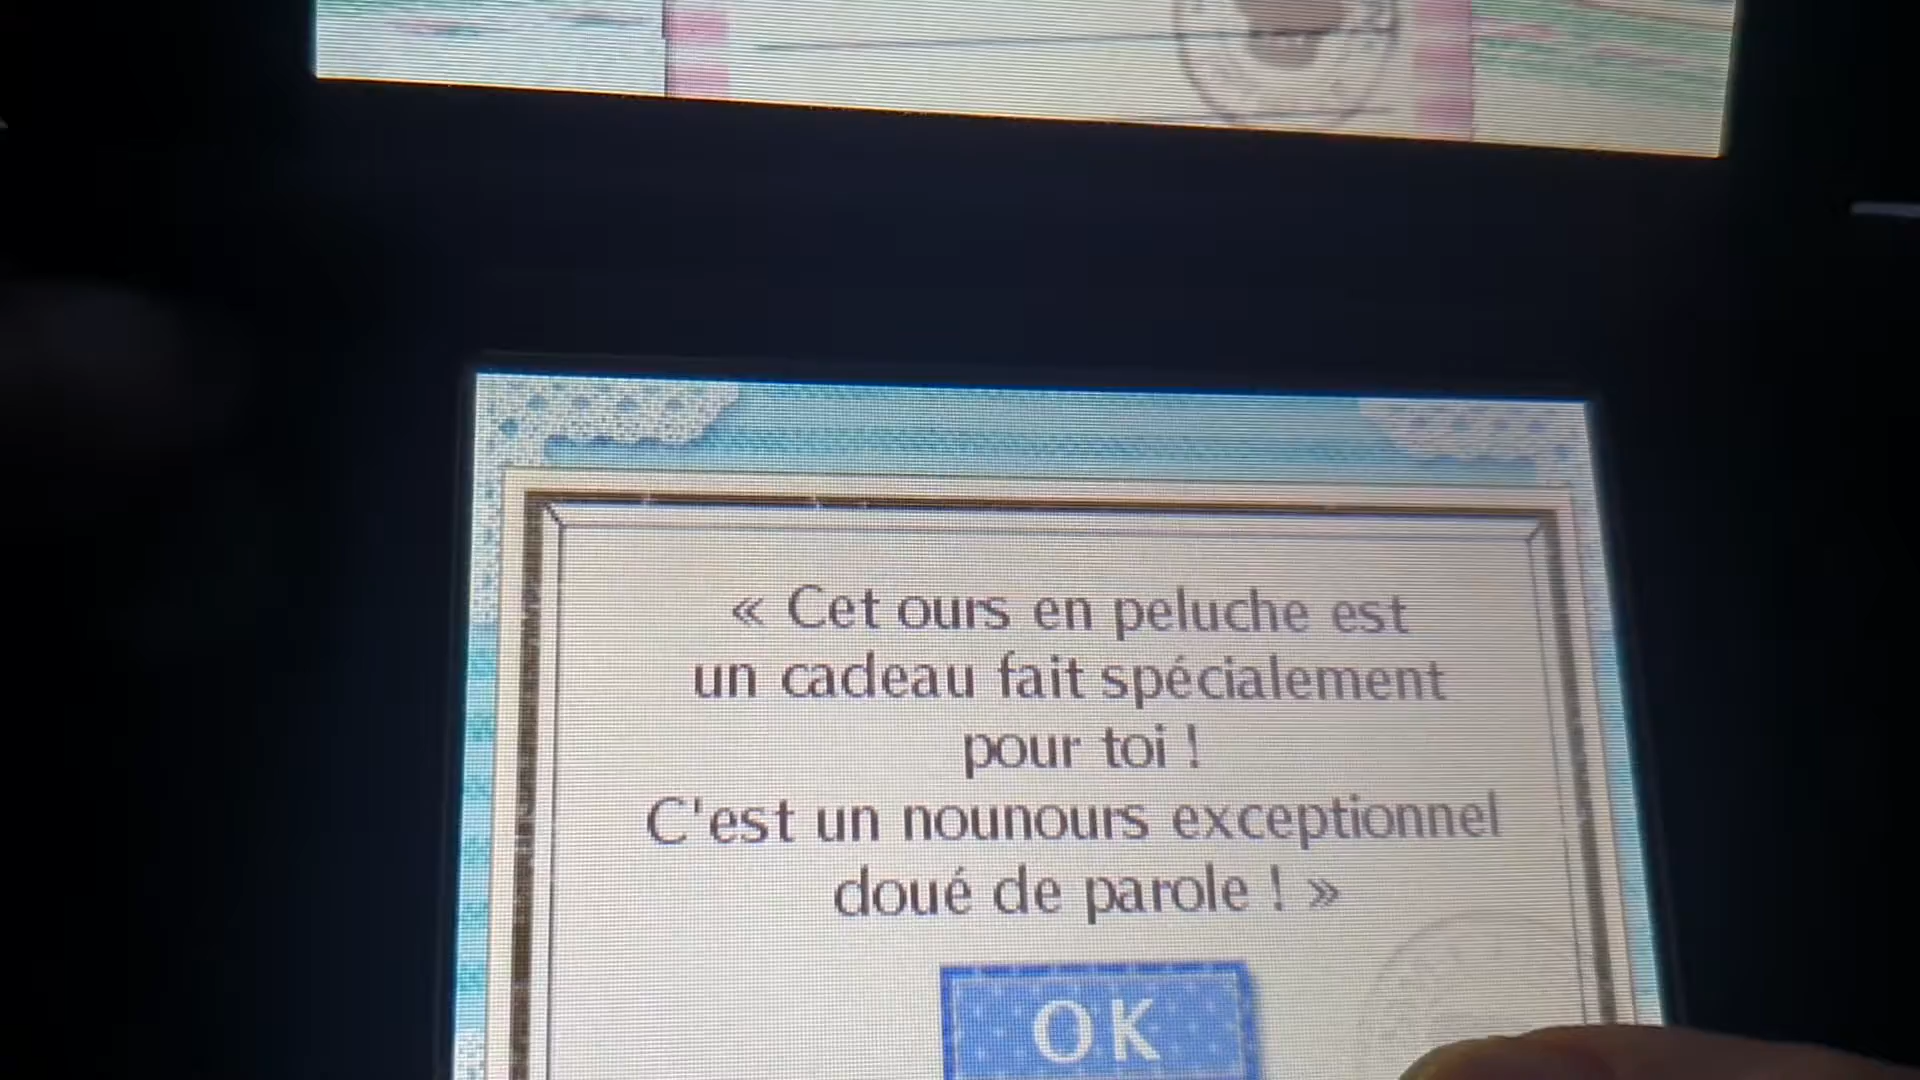 « Cet ours en peluche est
un cadeau fait spécialement
pour toi !
C'est un nounours exceptionnel
doué de parole ! »
OK